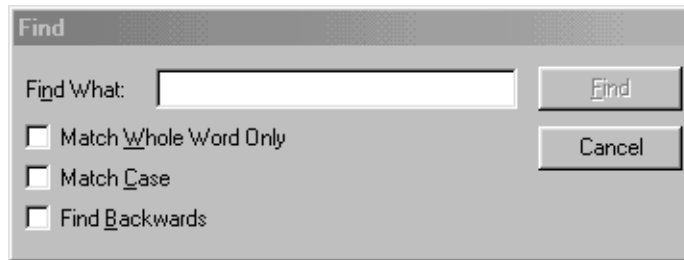 Find
Find What:
Find
Match Whole Word Only
Cancel
Match Case
Find Backwards